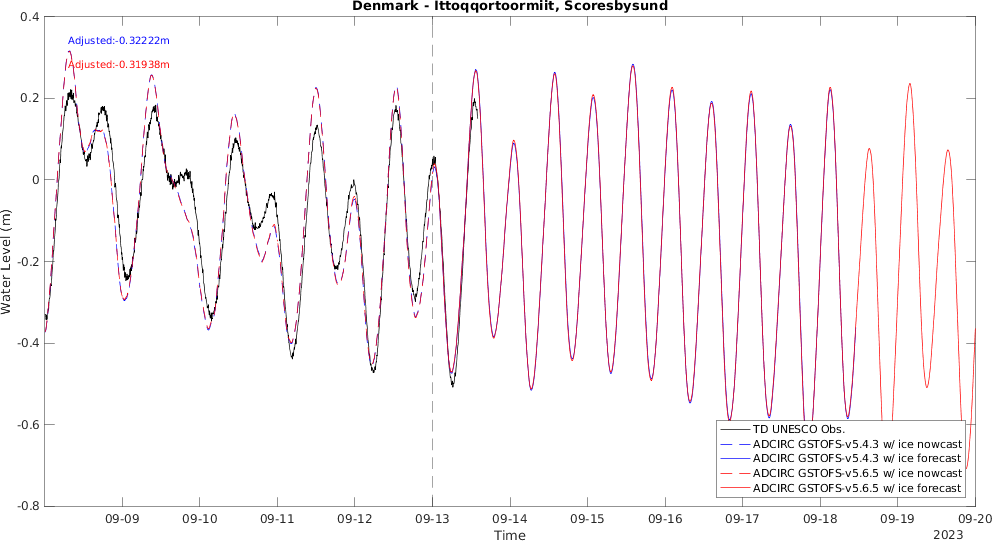 Denmark - Ittoqqortoormiit, Scoresbysund
Adjusted:-0.32222m
Adjusted:-0.31938m
Water Level (m)
0.4
0.2
0
-0.2
-0.4
-0.6
-0.8
TD UNESCO Obs.
ADCIRC GSTOFS-v5.4.3 w/ ice nowcast
ADCIRC GSTOFS-v5.4.3 w/ ice forecast
ADCIRC GSTOFS-v5.6.5 w/ ice nowcast
ADCIRC GSTOFS-v5.6.5 w/ ice forecast
09-09 09-10 09-11 09-12 09-13 09-14 09-15 09-16 09-17 09-18 09-19 09-20
Time
2023